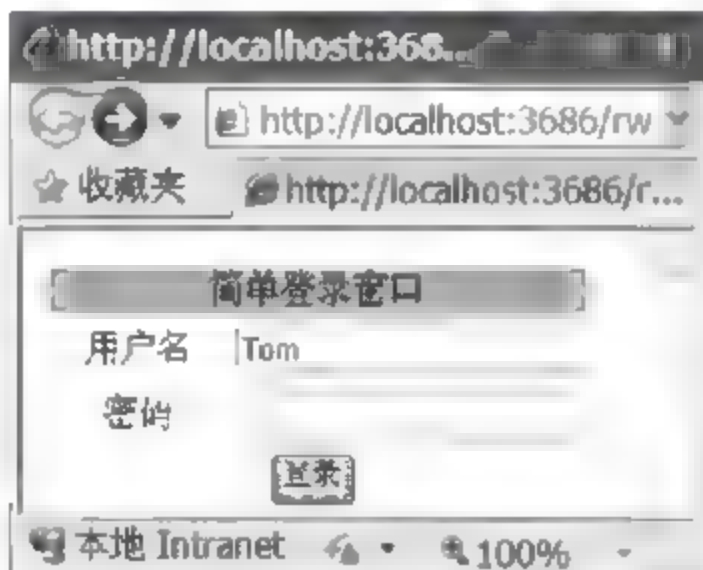 http://localhost:368...
http://localhost:3686/rw
收藏夹 http://localhost:3686/r...
简单登录窗口
用户名 Tom
密码
登录
本地 Intranet 100%